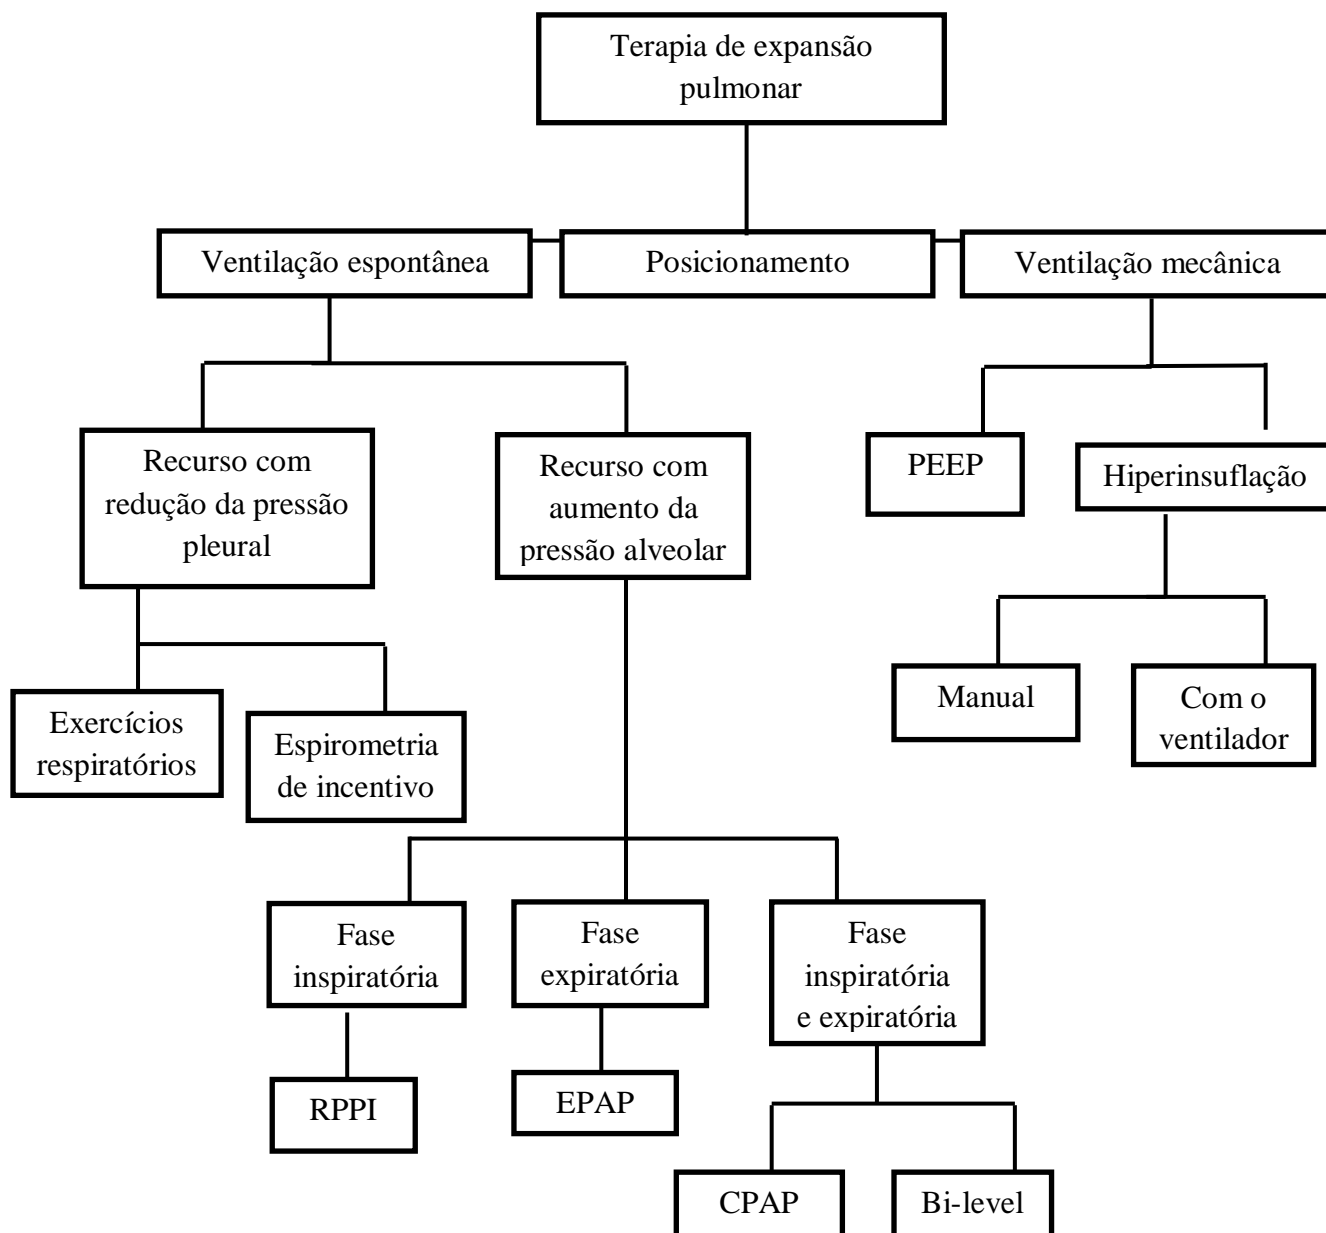 Terapia de expansão
pulmonar
Ventilação espontânea
Posicionamento
Ventilação mecânica
Recurso com
redução da pressão
pleural
Recurso com
aumento da
pressão alveolar
PEEP
Hiperinsuflação
Exercícios
respiratórios
Espirometria
de incentivo
Manual
Com o
ventilador
Fase
inspiratória
Fase
expiratória
Fase
inspiratória
e expiratória
RPPI
EPAP
CPAP
Bi-level